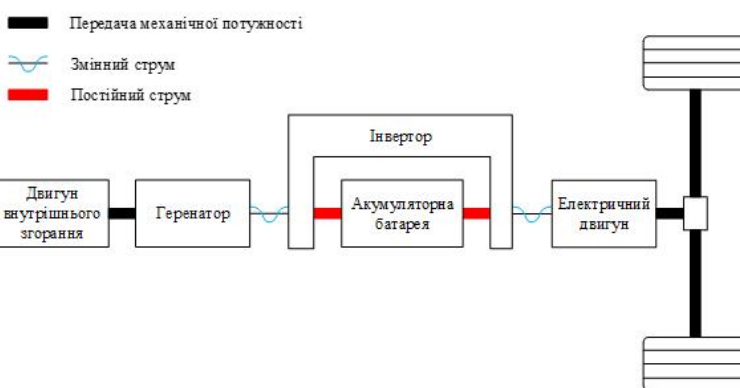 Передача механічної потужності
Змінний струм
Постійний струм
Інвертор
Двигун
внутрішнього
згорання
Геренатор
Акумуляторна
батарея
Електричний
двигун